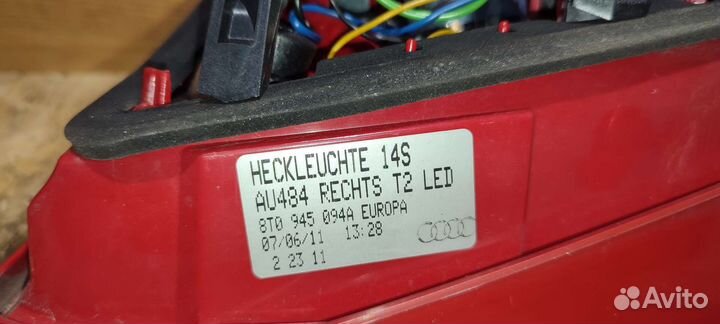 HECKLEUCHTE 14S
AU484 RECHTS T2 LED
8T0 945 094A EUROPA
07/06/11 13:28
2 23 11
Avito